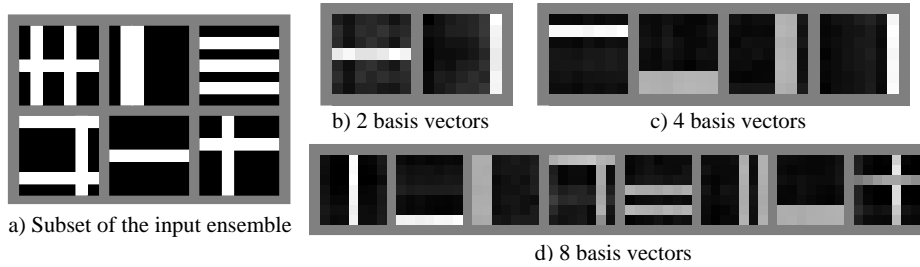 b) 2 basis vectors
c) 4 basis vectors
a) Subset of the input ensemble
d) 8 basis vectors